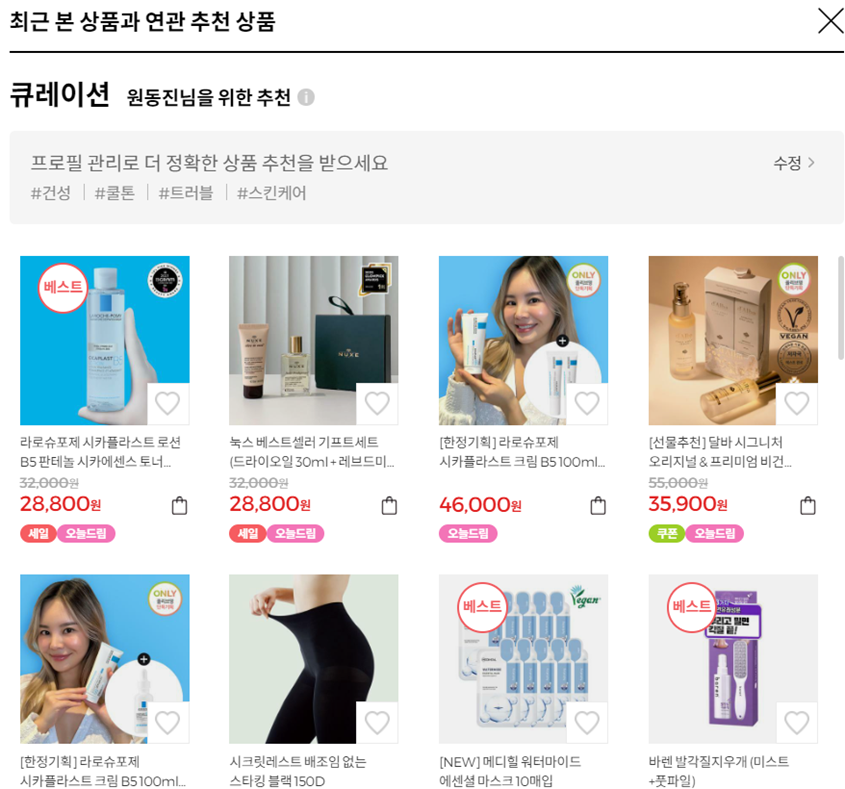 최근 본 상품과 연관 추천 상품
큐레이션 원동진님을 위한 추천
프로필 관리로 더 정확한 상품 추천을 받으세요
수정
#건성 #쿨톤 #트러블 #스킨케어
베스트
CICAPLAST B5
NUXE
ONLY
ONLY
VEGAN
라로슈포제 시카플라스트 로션
B5 판테놀 시카에센스 토너...
32,000원
28,800원
세일 오늘드림
눅스 베스트셀러 기프트세트
(드라이오일 30ml + 레브드미...
32,000원
28,800원
세일 오늘드림
[한정기획] 라로슈포제
시카플라스트 크림 B5 100ml...
46,000원
오늘드림
[선물추천] 달바 시그니처
오리지널 & 프리미엄 비건...
55,000원
35,900원
쿠폰 오늘드림
ONLY
베스트
Vegan
베스트
[한정기획] 라로슈포제
시카플라스트 크림 B5 100ml...
시크릿레스트 배조임 없는
스타킹 블랙 150D
[NEW] 메디힐 워터마이드
에센셜 마스크 10매입
바렌 발각질지우개 (미스트
+풋파일)